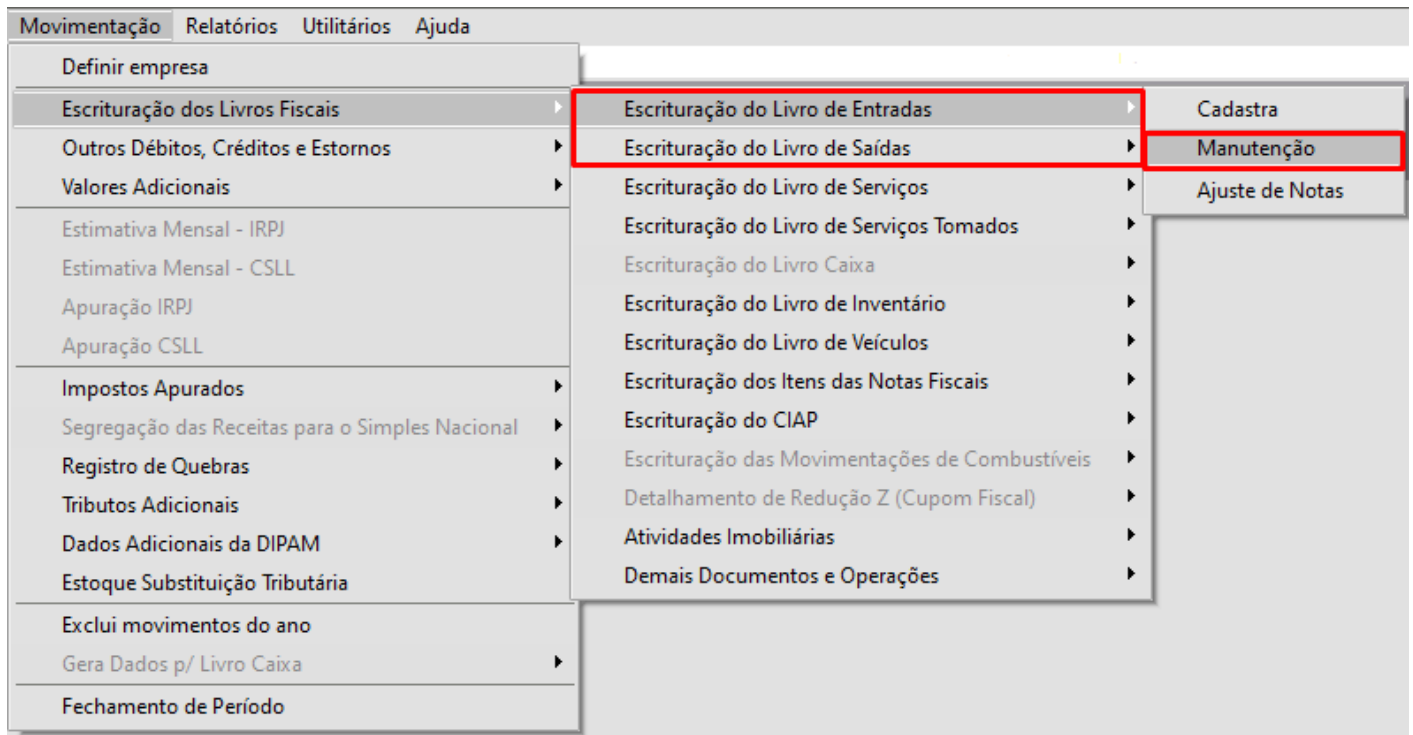 Movimentação Relatórios Utilitários Ajuda
Definir empresa
Escrituração dos Livros Fiscais
Outros Débitos, Créditos e Estornos
Valores Adicionais
Estimativa Mensal - IRPJ
Estimativa Mensal - CSLL
Apuração IRPJ
Apuração CSLL
Impostos Apurados
Segregação das Receitas para o Simples Nacional
Registro de Quebras
Tributos Adicionais
Dados Adicionais da DIPAM
Estoque Substituição Tributária
Exclui movimentos do ano
Gera Dados p/ Livro Caixa
Fechamento de Período
Escrituração do Livro de Entradas
Escrituração do Livro de Saídas
Escrituração do Livro de Serviços
Escrituração do Livro de Serviços Tomados
Escrituração do Livro Caixa
Escrituração do Livro de Inventário
Escrituração do Livro de Veículos
Escrituração dos Itens das Notas Fiscais
Escrituração do CIAP
Escrituração das Movimentações de Combustíveis
Detalhamento de Redução Z (Cupom Fiscal)
Atividades Imobiliárias
Demais Documentos e Operações
Cadastra
Manutenção
Ajuste de Notas